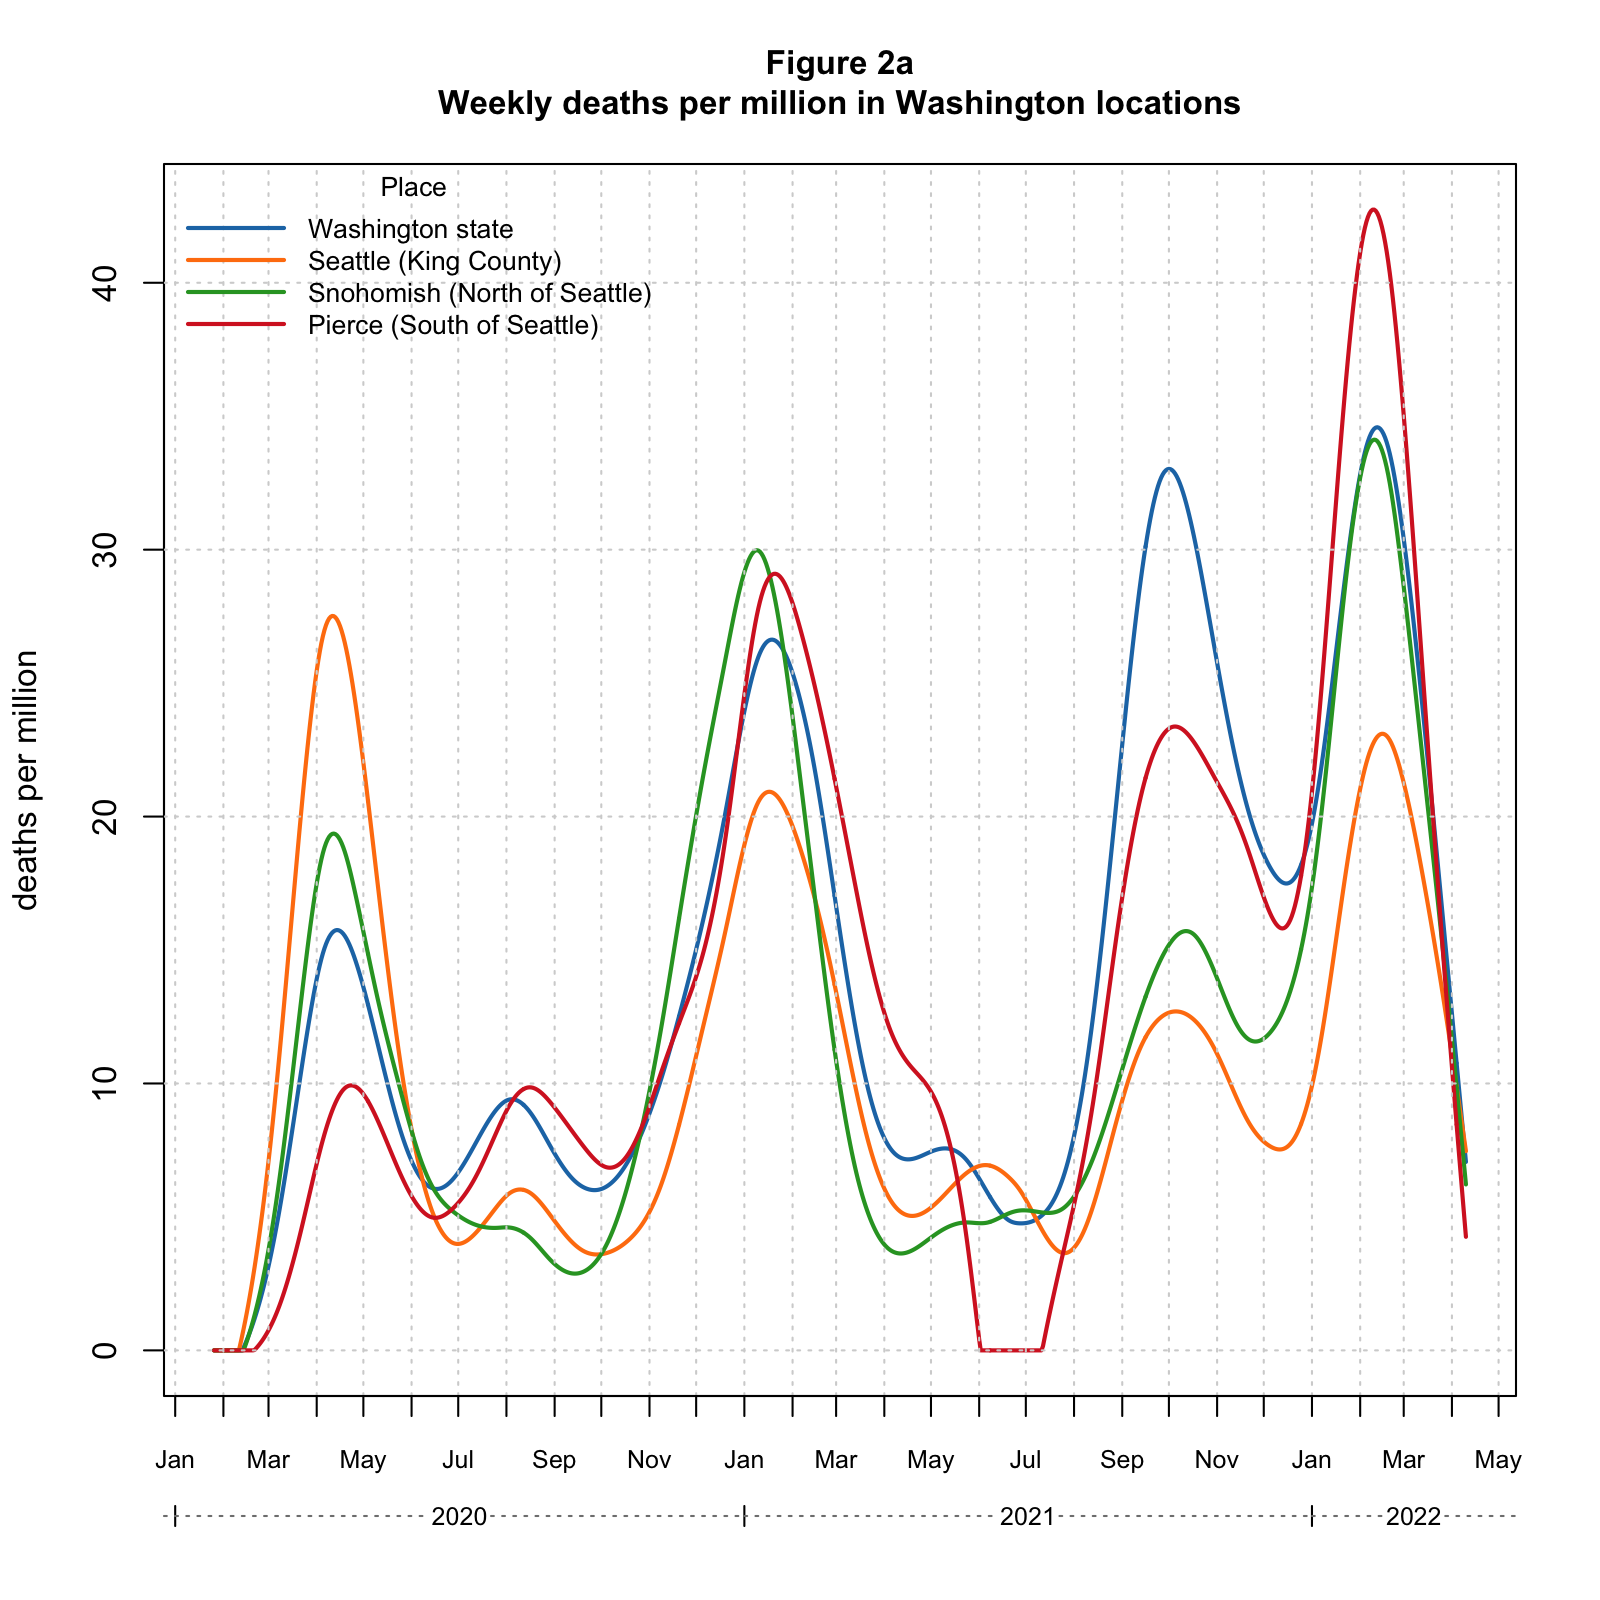 Figure 2a
Weekly deaths per million in Washington locations
Place
Washington state
Seattle (King County)
Snohomish (North of Seattle)
Pierce (South of Seattle)
deaths per million
40
30
20
10
0
Jan Mar May Jul Sep Nov Jan Mar May Jul Sep Nov Jan Mar May
2020 2021 2022